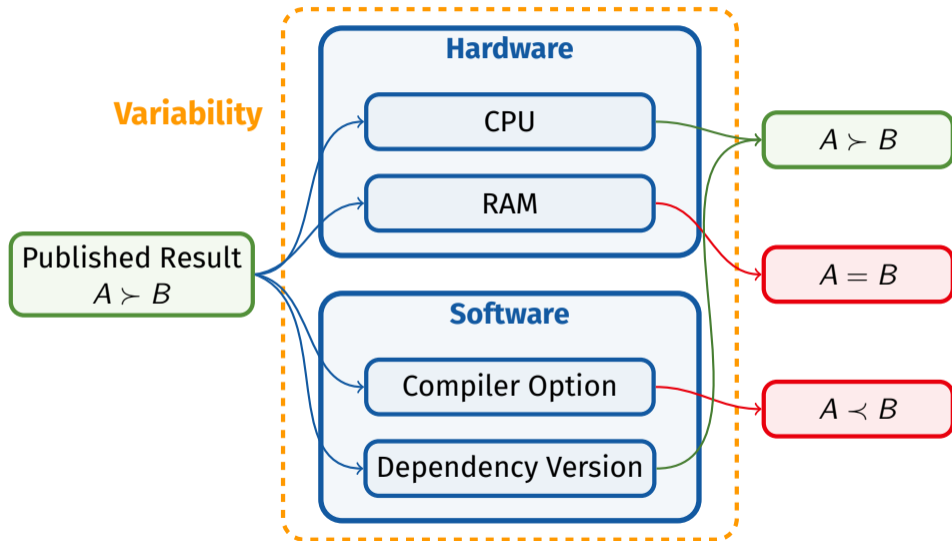 Variability
Hardware
CPU
RAM
Published Result
A ≻ B
Software
Compiler Option
Dependency Version
A ≻ B
A = B
A ≺ B